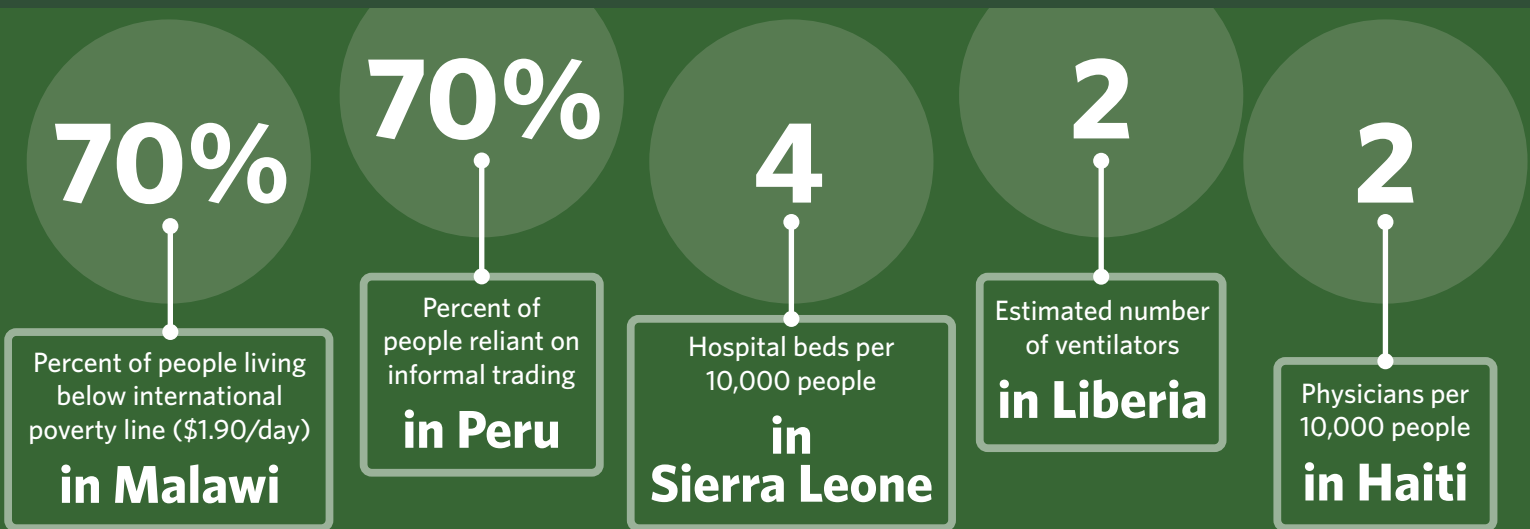 70%
Percent of people living
below international
poverty line ($1.90/day)
in Malawi
70%
Percent of
people reliant on
informal trading
in Peru
4
Hospital beds per
10,000 people
in
Sierra Leone
2
Estimated number
of ventilators
in Liberia
2
Physicians per
10,000 people
in Haiti